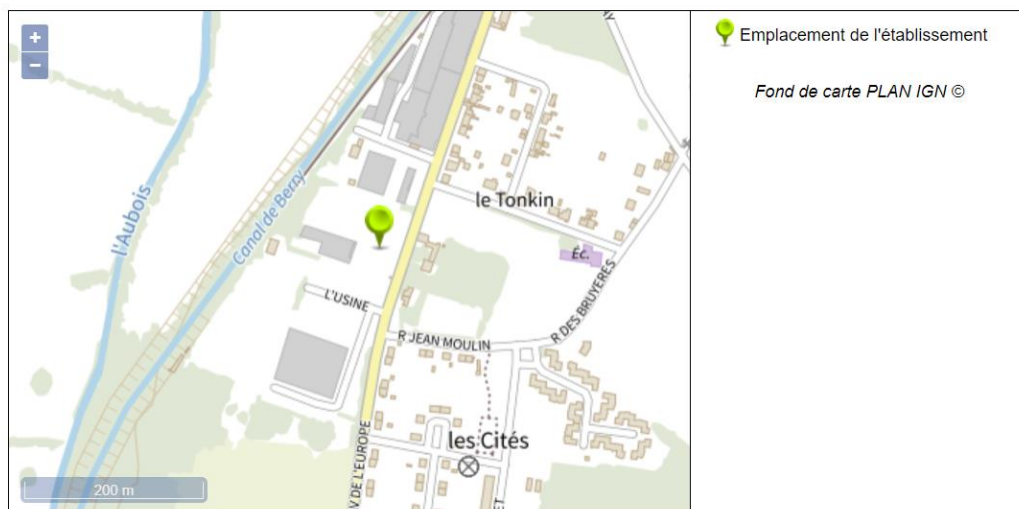 +
−
l'Aubois
Canal de Berry
le Tonkin
Éc.
L'USINE
R JEAN MOULIN
R DES BRUYERES
les Cités
V DE L'EUROPE
200 m
Emplacement de l'établissement
Fond de carte PLAN IGN ©